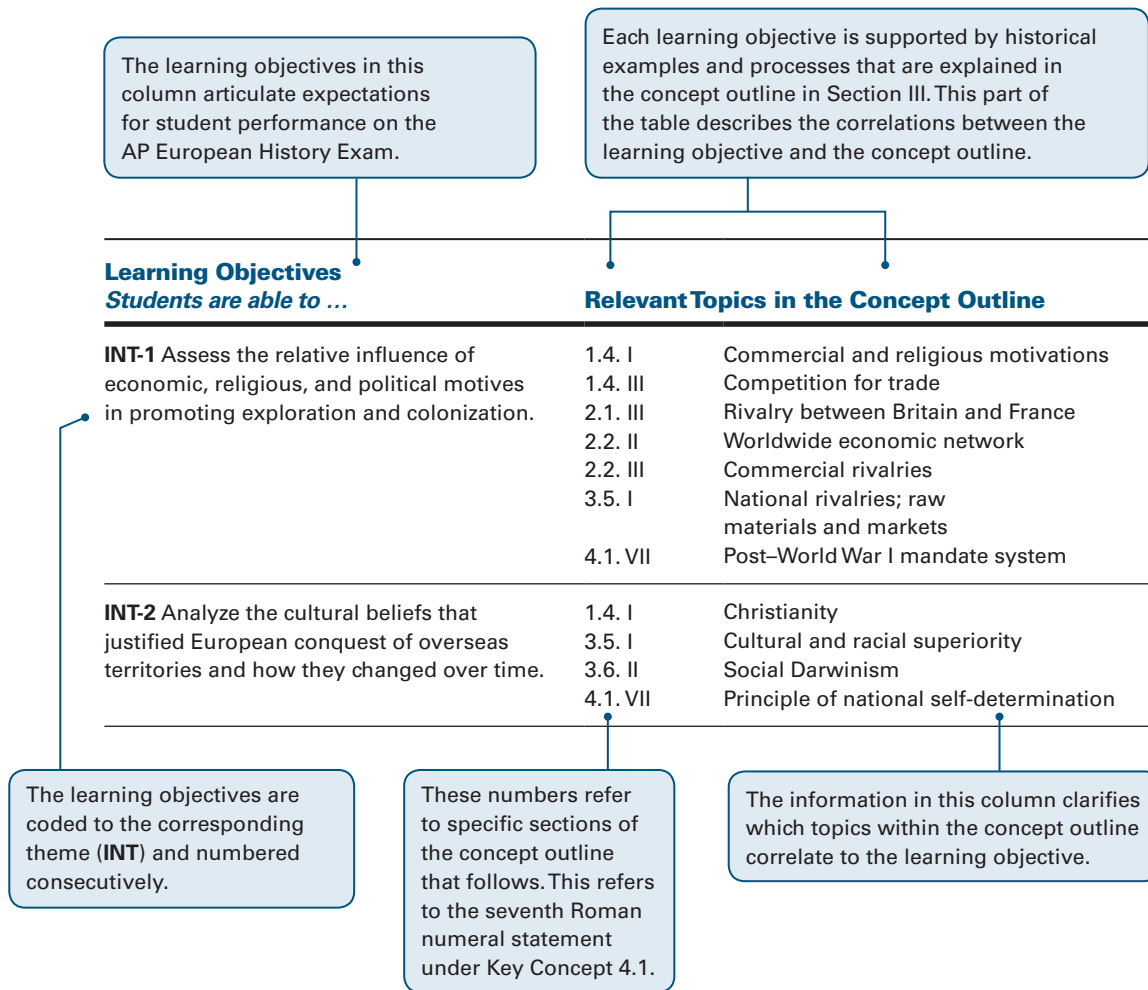 The learning objectives in this
column articulate expectations
for student performance on the
AP European History Exam.
Each learning objective is supported by historical
examples and processes that are explained in
the concept outline in Section III. This part of
the table describes the correlations between the
learning objective and the concept outline.
Learning Objectives
Students are able to …
Relevant Topics in the Concept Outline
INT-1 Assess the relative influence of
economic, religious, and political motives
in promoting exploration and colonization.
1.4. I Commercial and religious motivations
1.4. III Competition for trade
2.1. III Rivalry between Britain and France
2.2. II Worldwide economic network
2.2. III Commercial rivalries
3.5. I National rivalries; raw
materials and markets
4.1. VII Post–World War I mandate system
INT-2 Analyze the cultural beliefs that
justified European conquest of overseas
territories and how they changed over time.
1.4. I Christianity
3.5. I Cultural and racial superiority
3.6. II Social Darwinism
4.1. VII Principle of national self-determination
The learning objectives are
coded to the corresponding
theme (INT) and numbered
consecutively.
These numbers refer
to specific sections of
the concept outline
that follows. This refers
to the seventh Roman
numeral statement
under Key Concept 4.1.
The information in this column clarifies
which topics within the concept outline
correlate to the learning objective.